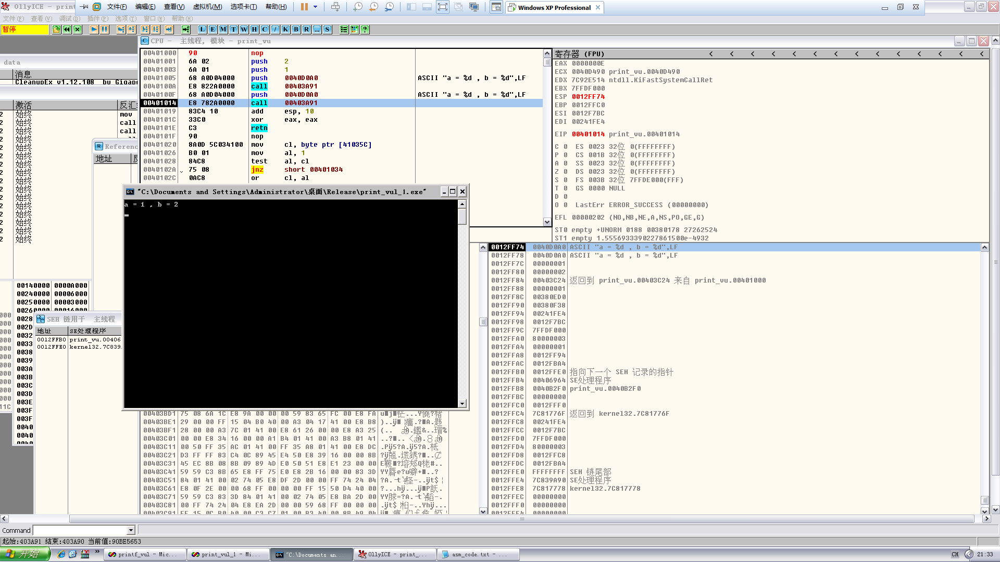 OllyICE - print
文件(F) 编辑(E) 查看(V) 虚拟机(M) 选项卡(T) 帮助(H)
Windows XP Professional
文件(F) 查看(V) 调试(D) 插件(P) 选项(T) 窗口(W) 帮助(H)
暂停
L E M T W H C / K B R ... S
CPU - 主线程, 模块 - print_vu
data
消息
CleanupEx v1.12.108 by Gigap
激活 反汇
2 始终 mov
2 始终 call
2 始终 call
2 始终
2 始终
2 始终
2 始终
2 始终
2 始终
2 始终
2 始终
2 始终
2 始终
2 始终
2 始终
2 始终
Referenc
地址
00401000 90 nop
00401001 6A 02 push 2
00401003 6A 01 push 1
00401005 68 A0D04000 push 0040D0A0 ASCII "a = %d , b = %d",LF
0040100A E8 822A0000 call 00403A91
0040100F 68 A0D04000 push 0040D0A0 ASCII "a = %d , b = %d",LF
00401014 E8 782A0000 call 00403A91
00401019 83C4 10 add esp, 10
0040101C 33C0 xor eax, eax
0040101E C3 retn
0040101F 90 nop
00401020 8A0D 5C034100 mov cl, byte ptr [41035C]
00401026 B0 01 mov al, 1
00401028 84C8 test al, cl
0040102A 75 08 jnz short 00401034
0040102C 0AC8 or cl, al
寄存器 (FPU) < < < < < < < < < < < < < <
EAX 0000000E
ECX 0040D490 print_vu.0040D490
EDX 7C92E514 ntdll.KiFastSystemCallRet
EBX 7FFDF000
ESP 0012FF74
EBP 0012FFC0
ESI 0012F7BC
EDI 00241FE4
EIP 00401014 print_vu.00401014
C 0 ES 0023 32位 0(FFFFFFFF)
P 0 CS 001B 32位 0(FFFFFFFF)
A 0 SS 0023 32位 0(FFFFFFFF)
Z 0 DS 0023 32位 0(FFFFFFFF)
S 0 FS 003B 32位 7FFDE000(FFF)
T 0 GS 0000 NULL
D 0
O 0 LastErr ERROR_SUCCESS (00000000)
EFL 00000202 (NO,NB,NE,A,NS,PO,GE,G)
ST0 empty +UNORM 0188 00380178 27262524
ST1 empty 1.5556933390227861500e-4932
"C:\Documents and Settings\Administrator\桌面\Release\print_vul_1.exe"
a = 1 , b = 2
0012FF74 0040D0A0 ASCII "a = %d , b = %d",LF
0012FF78 0040D0A0 ASCII "a = %d , b = %d",LF
0012FF7C 00000001
0012FF80 00000002
0012FF84 00403C24 返回到 print_vu.00403C24 来自 print_vu.00401000
0012FF88 00000001
0012FF8C 00380ED0
0012FF90 00380F38
0012FF94 00241FE4
0012FF98 0012F7BC
0012FF9C 7FFDF000
0012FFA0 80000003
0012FFA4 00000001
0012FFA8 0012FF94
0012FFAC 0012FBA4
0012FFB0 0012FFE0 指向下一个 SEH 记录的指针
0012FFB4 00406964 SE处理程序
0012FFB8 0040B2F0 print_vu.0040B2F0
0012FFBC 00000000
0012FFC0 0012FFF0
0012FFC4 7C81776F 返回到 kernel32.7C81776F
0012FFC8 00241FE4
0012FFCC 0012F7BC
0012FFD0 7FFDF000
0012FFD4 80000003
0012FFD8 0012FFC8
0012FFDC 0012FBA4
0012FFE0 FFFFFFFF SEH 链尾部
0012FFE4 7C839A90 SE处理程序
0012FFE8 7C817778 kernel32.7C817778
0012FFEC 00000000
0012FFF0 00000000
00140000 0000A000
00240000 00006000
00250000 00003000
00260000 00016000
0028
002D
0032
0033
0038
0039
003A
003B
003C
003D
003E
003F
003F
0040
0040
SEH 链用于 主线程
地址 SE处理程序
0012FFB0 print_vu.00406
0012FFE0 kernel32.7C839
00403BD1 75 08 6A 1C E8 9A 00 00 00 59 83 65 FC 00 E8 FA
00403BE1 29 00 00 FF 15 04 B0 40 00 A3 04 17 41 00 E8 B8
00403BF1 28 00 00 A3 7C 01 41 00 E8 61 26 00 00 E8 A3 25
00403C01 00 00 E8 34 16 00 00 A1 B4 01 41 00 A3 B8 01 41
00403C11 00 50 FF 35 AC 01 41 00 FF 35 A8 01 41 00 E8 DC
00403C21 D3 FF FF 83 C4 0C 89 45 E4 50 E8 39 16 00 00 8B
00403C31 45 EC 8B 08 8B 09 89 4D E0 50 51 E8 E1 23 00 00
00403C41 59 59 C3 8B 65 E8 FF 75 E0 E8 2B 16 00 00 83 3D
00403C51 84 01 41 00 02 74 05 E8 DF 2D 00 00 FF 74 24 04
00403C61 E8 0F 2E 00 00 68 FF 00 00 00 FF 15 50 D4 40 00
00403C71 59 59 C3 83 3D 84 01 41 00 02 74 05 E8 BA 2D 00
00403C81 00 FF 74 24 04 E8 EA 2D 00 00 59 68 FF 00 00 00
Command
起始:403A91 结束:403A90 当前值:90BE5653
开始 printf_vul - Mic... print_vul_1 - Mi... "C:\Documents an... OllyICE - print_... asm_code.txt - ... CH 21:33